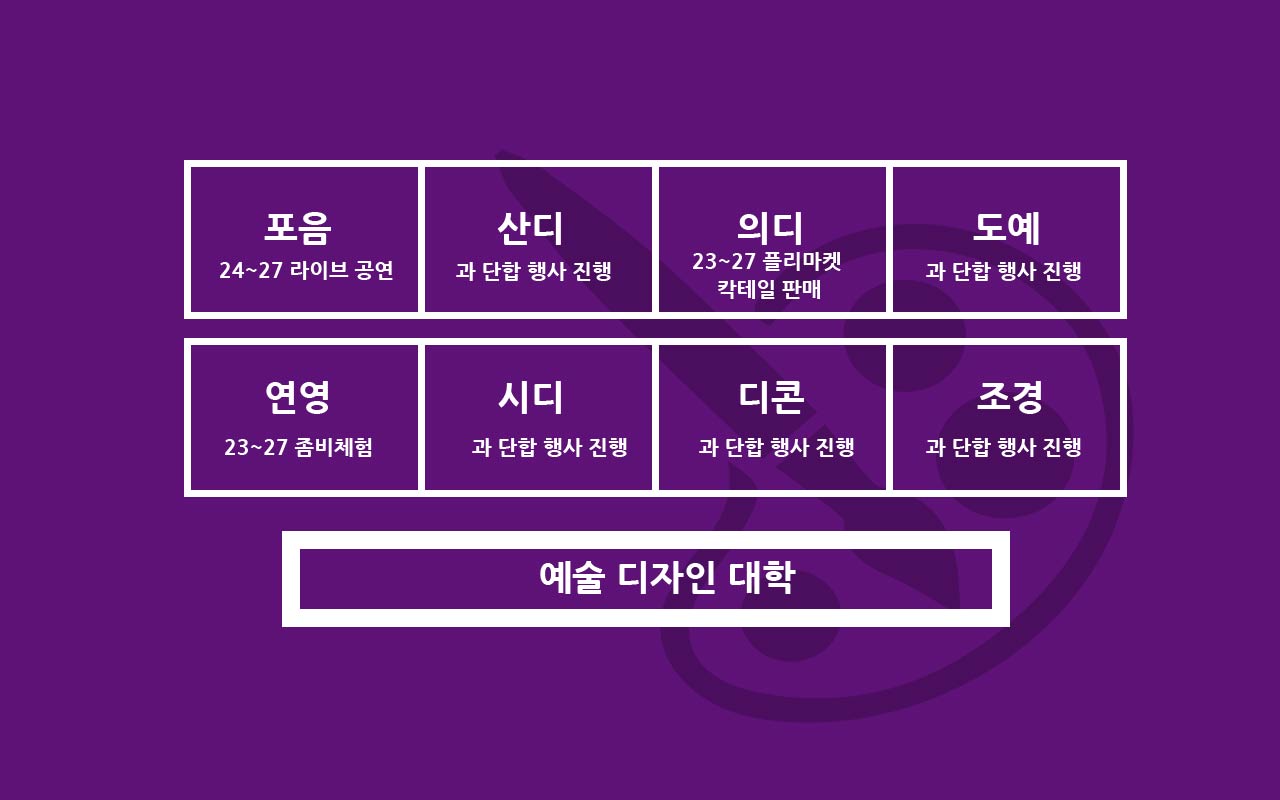 포음
24~27 라이브 공연
산디
과 단합 행사 진행
의디
23~27 플리마켓
칵테일 판매
도예
과 단합 행사 진행
연영
23~27 좀비체험
시디
과 단합 행사 진행
디콘
과 단합 행사 진행
조경
과 단합 행사 진행
예술 디자인 대학